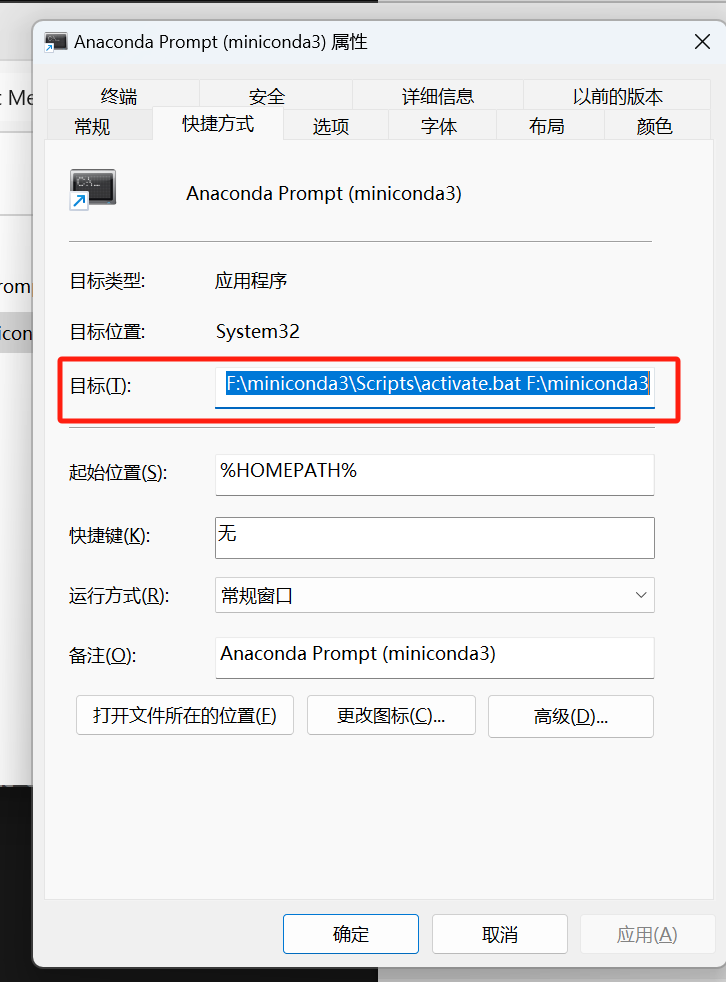 Anaconda Prompt (miniconda3) 属性
: Me
终端 安全 详细信息 以前的版本
常规 快捷方式 选项 字体 布局 颜色
Anaconda Prompt (miniconda3)
目标类型: 应用程序
romp
目标位置: System32
icon
目标(T): F:\miniconda3\Scripts\activate.bat F:\miniconda3
起始位置(S): %HOMEPATH%
快捷键(K): 无
运行方式(R): 常规窗口
备注(O): Anaconda Prompt (miniconda3)
打开文件所在的位置(F) 更改图标(C)... 高级(D)...
确定 取消 应用(A)